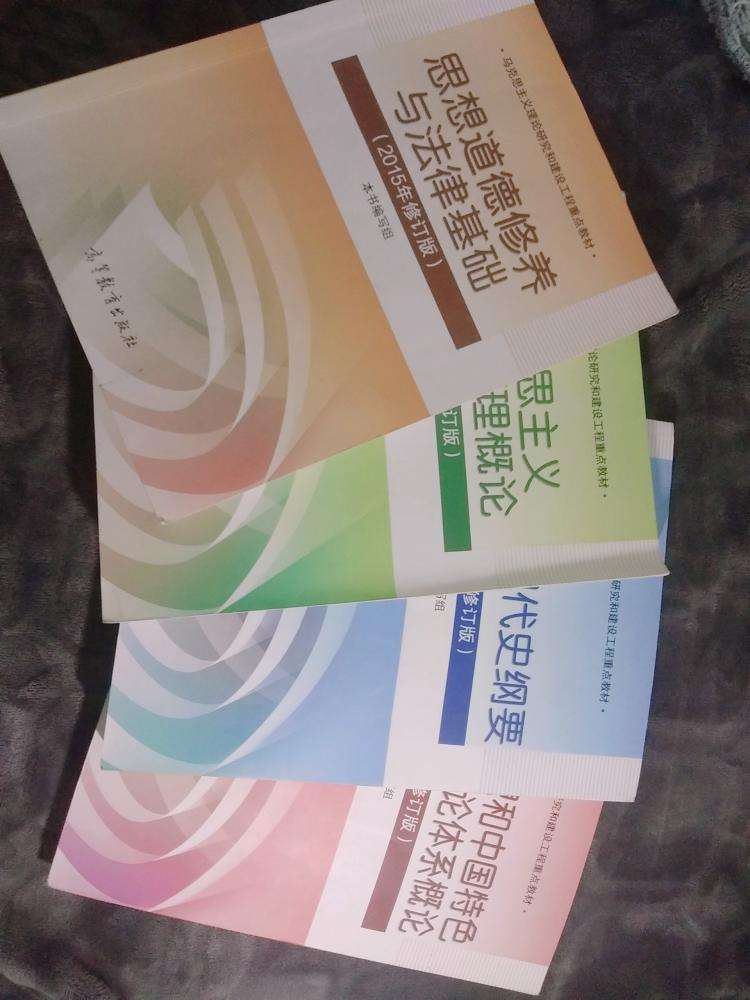 ·马克思主义理论研究和建设工程重点教材·
思想道德修养
与法律基础
(2015年修订版)
本书编写组
高等教育出版社
论研究和建设工程重点教材·
思主义
理概论
订版)
研究和建设工程重点教材·
代史纲要
修订版)
写组
究和建设工程重点教材·
和中国特色
论体系概论
修订版)
组